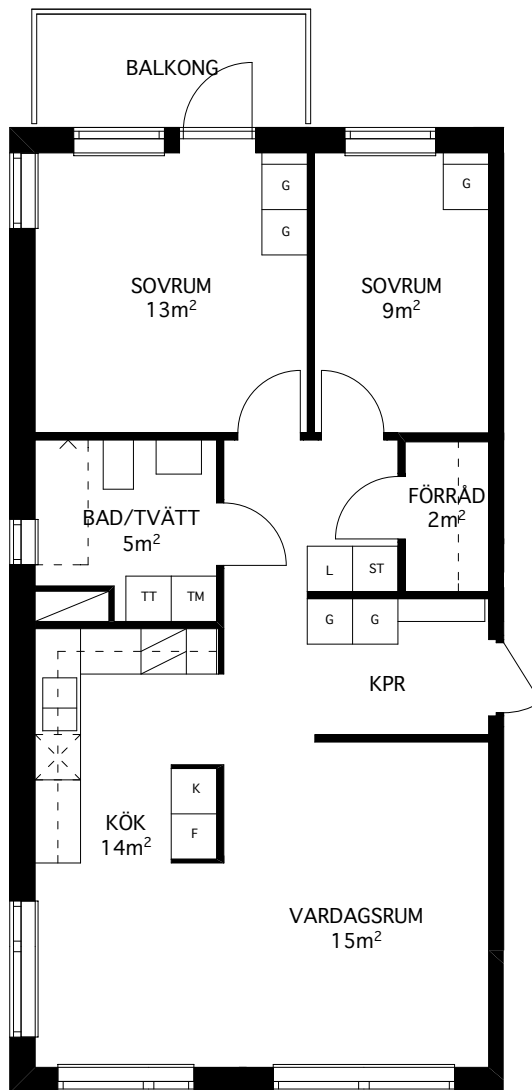 BALKONG
G
G
G
SOVRUM
13m²
SOVRUM
9m²
BAD/TVÄTT
5m²
FÖRRÅD
2m²
L
ST
TT
TM
G
G
KPR
K
F
KÖK
14m²
VARDAGSRUM
15m²